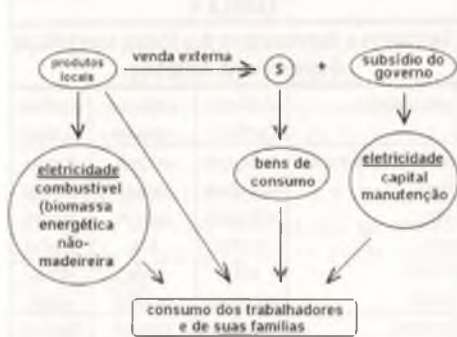 produtos
locais
venda externa
$
+
subsídio do
governo
eletricidade
combustível
(biomassa
energética
não-
madeireira
bens de
consumo
eletricidade
capital
manutenção
consumo dos trabalhadores
e de suas famílias